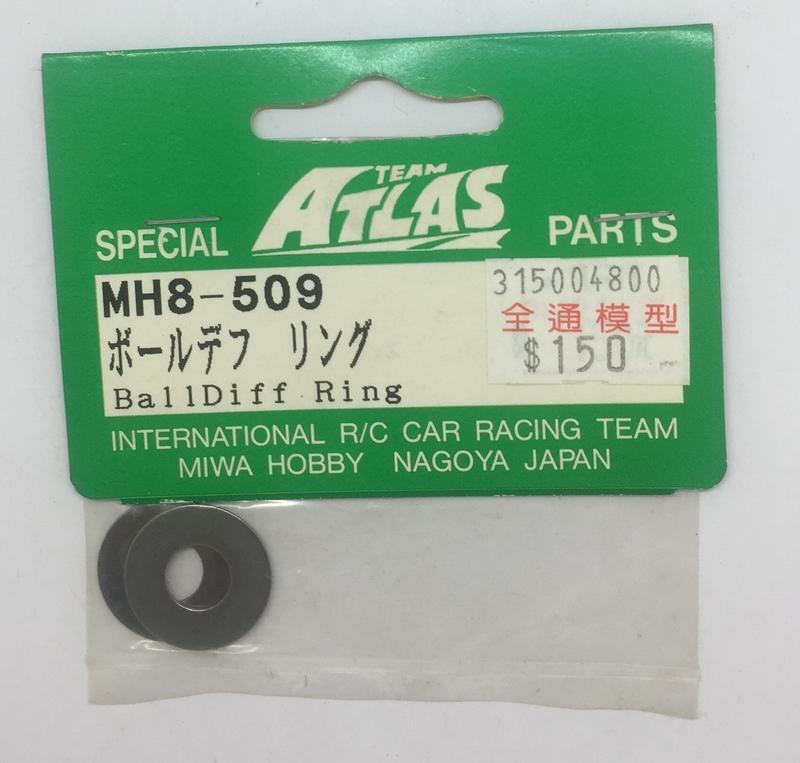 TEAM
ATLAS
SPECIAL PARTS
MH8-509
ボールデフ リング
BallDiff Ring
315004800
全通模型
$150
INTERNATIONAL R/C CAR RACING TEAM
MIWA HOBBY NAGOYA JAPAN